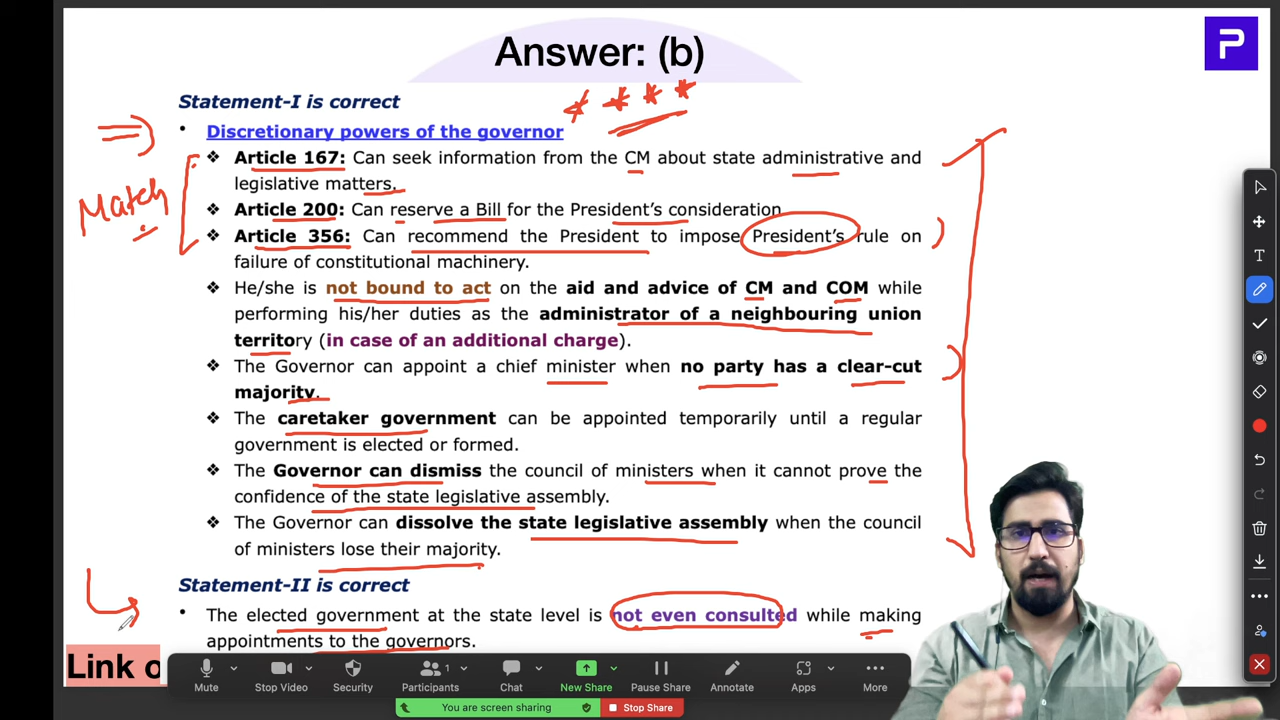 Answer: (b)
P
Statement-I is correct
• Discretionary powers of the governor
❖ Article 167: Can seek information from the CM about state administrative and
legislative matters.
Match
❖ Article 200: Can reserve a Bill for the President's consideration
❖ Article 356: Can recommend the President to impose President's rule on
failure of constitutional machinery.
❖ He/she is not bound to act on the aid and advice of CM and COM while
performing his/her duties as the administrator of a neighbouring union
territory (in case of an additional charge).
❖ The Governor can appoint a chief minister when no party has a clear-cut
majority.
❖ The caretaker government can be appointed temporarily until a regular
government is elected or formed.
❖ The Governor can dismiss the council of ministers when it cannot prove the
confidence of the state legislative assembly.
❖ The Governor can dissolve the state legislative assembly when the council
of ministers lose their majority.
Statement-II is correct
• The elected government at the state level is not even consulted while making
appointments to the governors.
Link o
1
Mute Stop Video Security Participants Chat New Share Pause Share Annotate Apps More
You are screen sharing Stop Share